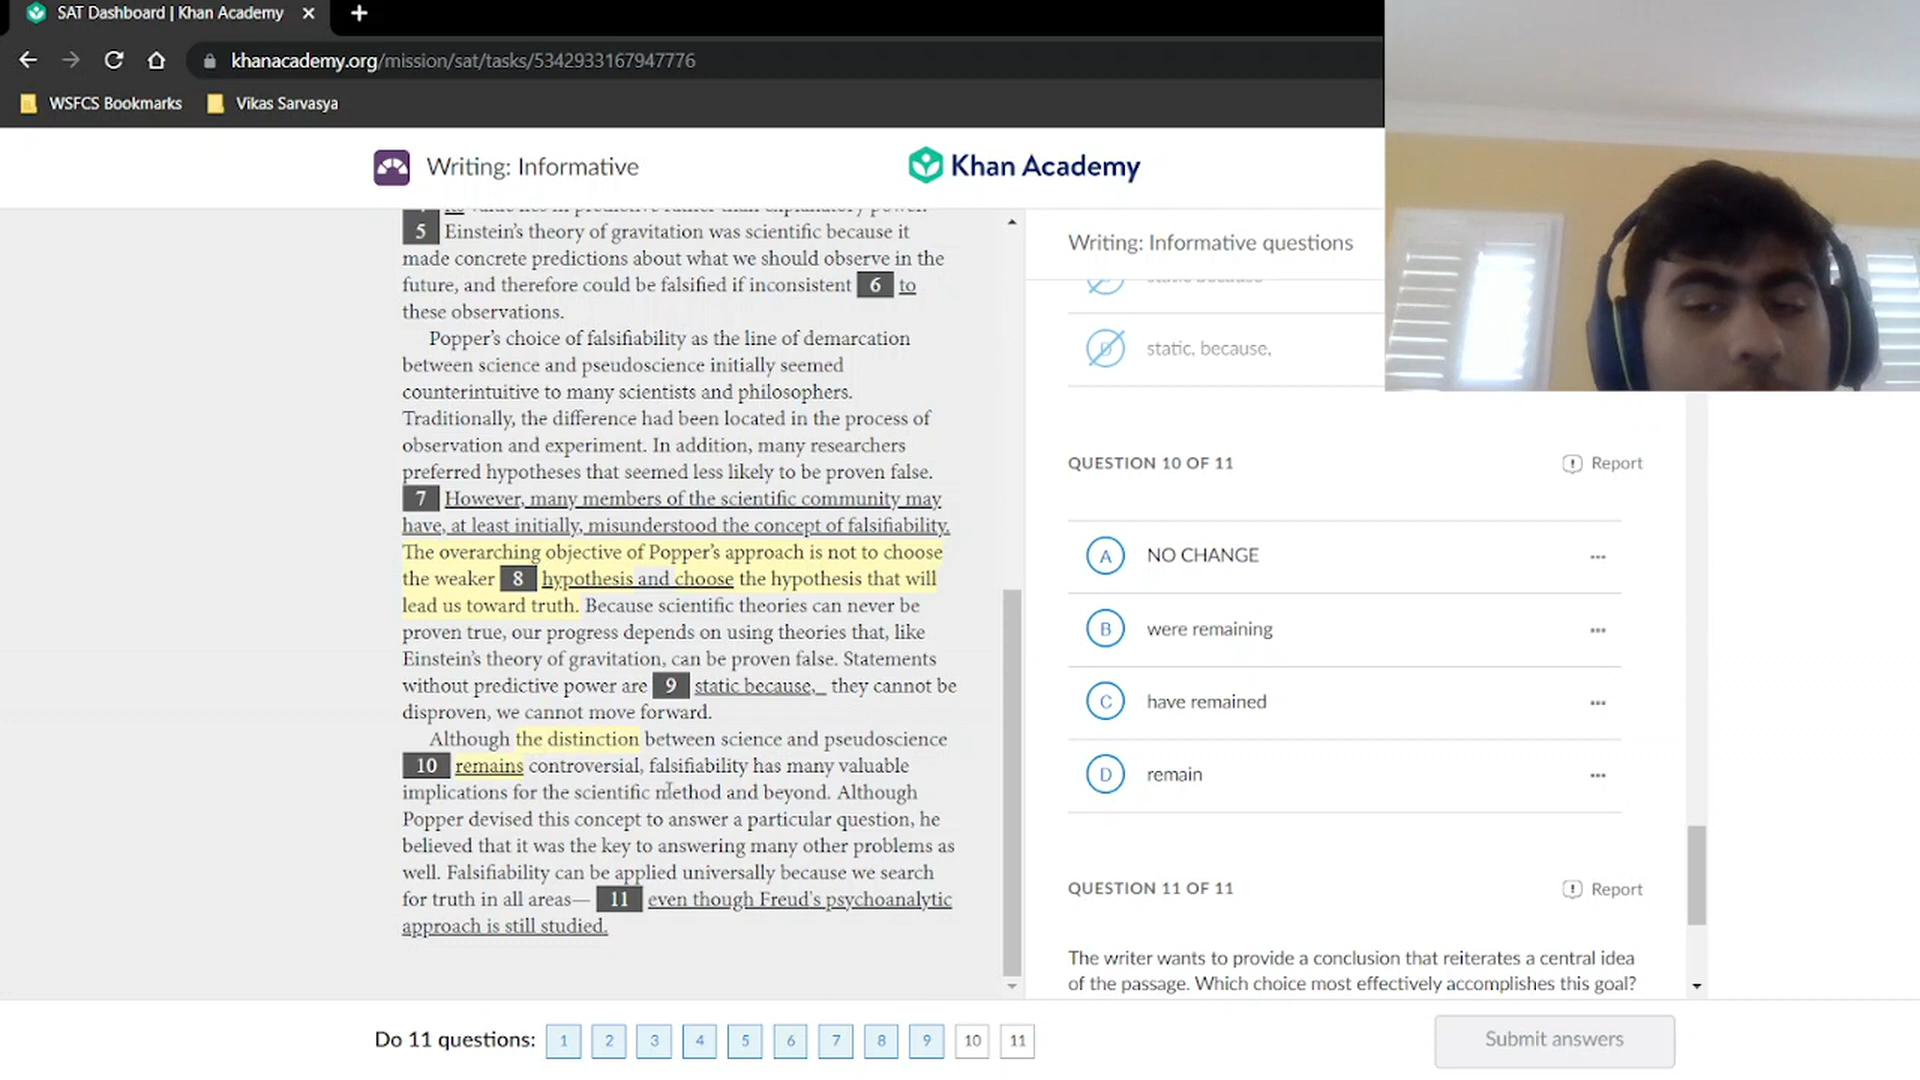 SAT Dashboard | Khan Academy
khanacademy.org/mission/sat/tasks/5342933167947776
WSFCS Bookmarks
Vikas Sarvasya
Writing: Informative
Khan Academy
5 Einstein's theory of gravitation was scientific because it
made concrete predictions about what we should observe in the
future, and therefore could be falsified if inconsistent 6 to
these observations.
Popper's choice of falsifiability as the line of demarcation
between science and pseudoscience initially seemed
counterintuitive to many scientists and philosophers.
Traditionally, the difference had been located in the process of
observation and experiment. In addition, many researchers
preferred hypotheses that seemed less likely to be proven false.
7 However, many members of the scientific community may
have, at least initially, misunderstood the concept of falsifiability.
The overarching objective of Popper's approach is not to choose
the weaker 8 hypothesis and choose the hypothesis that will
lead us toward truth. Because scientific theories can never be
proven true, our progress depends on using theories that, like
Einstein's theory of gravitation, can be proven false. Statements
without predictive power are 9 static because, they cannot be
disproven, we cannot move forward.
Although the distinction between science and pseudoscience
10 remains controversial, falsifiability has many valuable
implications for the scientific method and beyond. Although
Popper devised this concept to answer a particular question, he
believed that it was the key to answering many other problems as
well. Falsifiability can be applied universally because we search
for truth in all areas— 11 even though Freud's psychoanalytic
approach is still studied.
Writing: Informative questions
D static, because,
QUESTION 10 OF 11
Report
A NO CHANGE
B were remaining
C have remained
D remain
QUESTION 11 OF 11
Report
The writer wants to provide a conclusion that reiterates a central idea
of the passage. Which choice most effectively accomplishes this goal?
Do 11 questions: 1 2 3 4 5 6 7 8 9 10 11
Submit answers